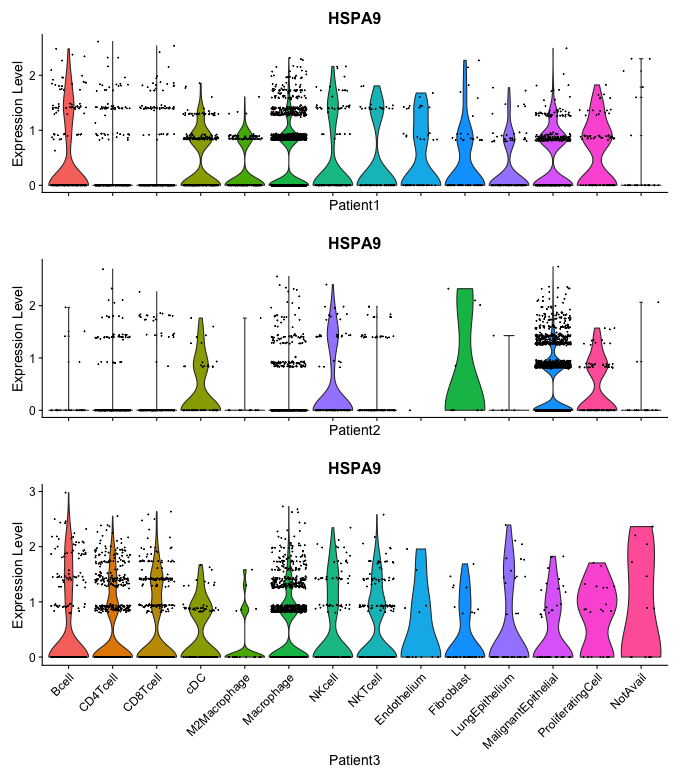 HSPA9
Expression Level
2
1
0
Patient1
HSPA9
Expression Level
2
1
0
Patient2
HSPA9
Expression Level
3
2
1
0
Bcell
CD4Tcell
CD8Tcell
cDC
M2Macrophage
Macrophage
NKcell
NKTcell
Endothelium
Fibroblast
LungEpithelium
MalignantEpithelial
ProliferatingCell
NotAvail
Patient3